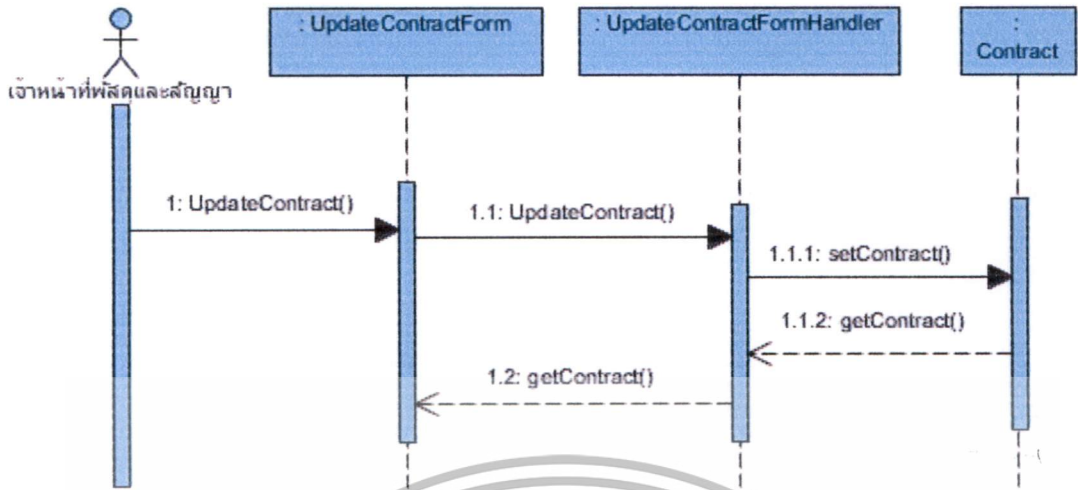 : UpdateContractForm
: UpdateContractFormHandler
:
Contract
เจ้าหน้าที่พัสดุและสัญญา
1: UpdateContract()
1.1: UpdateContract()
1.1.1: setContract()
1.1.2: getContract()
1.2: getContract()